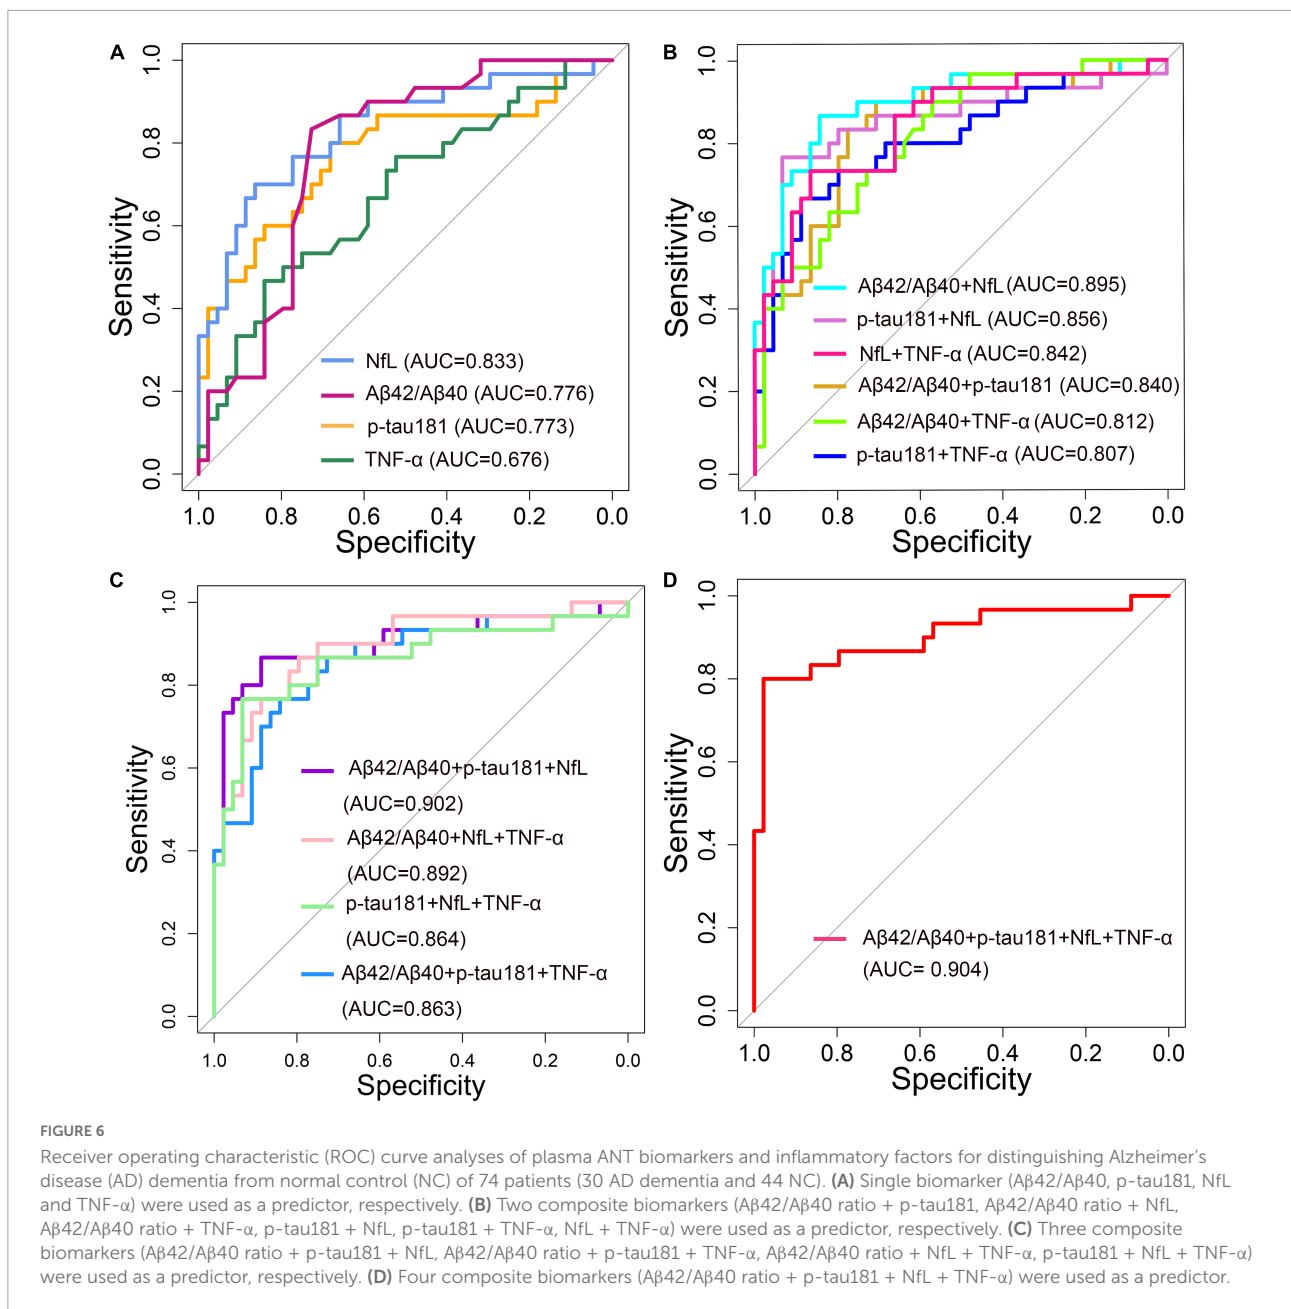 A
Sensitivity
1.0
0.8
0.6
0.4
0.2
0.0
NfL (AUC=0.833)
Aβ42/Aβ40 (AUC=0.776)
p-tau181 (AUC=0.773)
TNF-α (AUC=0.676)
1.0 0.8 0.6 0.4 0.2 0.0
Specificity
B
Sensitivity
1.0
0.8
0.6
0.4
0.2
0.0
Aβ42/Aβ40+NfL(AUC=0.895)
p-tau181+NfL (AUC=0.856)
NfL+TNF-α (AUC=0.842)
Aβ42/Aβ40+p-tau181 (AUC=0.840)
Aβ42/Aβ40+TNF-α (AUC=0.812)
p-tau181+TNF-α (AUC=0.807)
1.0 0.8 0.6 0.4 0.2 0.0
Specificity
C
Sensitivity
1.0
0.8
0.6
0.4
0.2
0.0
Aβ42/Aβ40+p-tau181+NfL
(AUC=0.902)
Aβ42/Aβ40+NfL+TNF-α
(AUC=0.892)
p-tau181+NfL+TNF-α
(AUC=0.864)
Aβ42/Aβ40+p-tau181+TNF-α
(AUC=0.863)
1.0 0.8 0.6 0.4 0.2 0.0
Specificity
D
Sensitivity
1.0
0.8
0.6
0.4
0.2
0.0
Aβ42/Aβ40+p-tau181+NfL+TNF-α
(AUC= 0.904)
1.0 0.8 0.6 0.4 0.2 0.0
Specificity
FIGURE 6
Receiver operating characteristic (ROC) curve analyses of plasma ANT biomarkers and inflammatory factors for distinguishing Alzheimer's
disease (AD) dementia from normal control (NC) of 74 patients (30 AD dementia and 44 NC). (A) Single biomarker (Aβ42/Aβ40, p-tau181, NfL
and TNF-α) were used as a predictor, respectively. (B) Two composite biomarkers (Aβ42/Aβ40 ratio + p-tau181, Aβ42/Aβ40 ratio + NfL,
Aβ42/Aβ40 ratio + TNF-α, p-tau181 + NfL, p-tau181 + TNF-α, NfL + TNF-α) were used as a predictor, respectively. (C) Three composite
biomarkers (Aβ42/Aβ40 ratio + p-tau181 + NfL, Aβ42/Aβ40 ratio + p-tau181 + TNF-α, Aβ42/Aβ40 ratio + NfL + TNF-α, p-tau181 + NfL + TNF-α)
were used as a predictor, respectively. (D) Four composite biomarkers (Aβ42/Aβ40 ratio + p-tau181 + NfL + TNF-α) were used as a predictor.